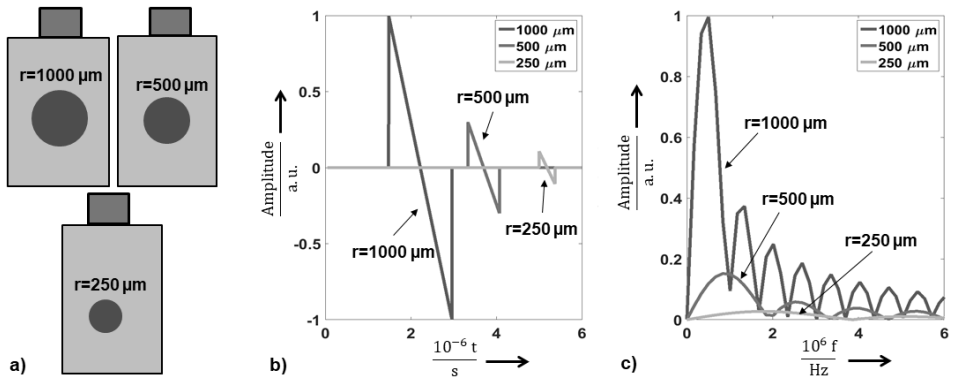 r=1000 µm
r=500 µm
r=250 µm
a)
1
0.5
0
-0.5
-1
0
2
4
6
Amplitude
a. u.
10⁻⁶ t
s
1000 µm
500 µm
250 µm
r=500 µm
r=1000 µm
r=250 µm
b)
1
0.8
0.6
0.4
0.2
0
0
2
4
6
Amplitude
a. u.
10⁶ f
Hz
1000 µm
500 µm
250 µm
r=1000 µm
r=500 µm
r=250 µm
c)